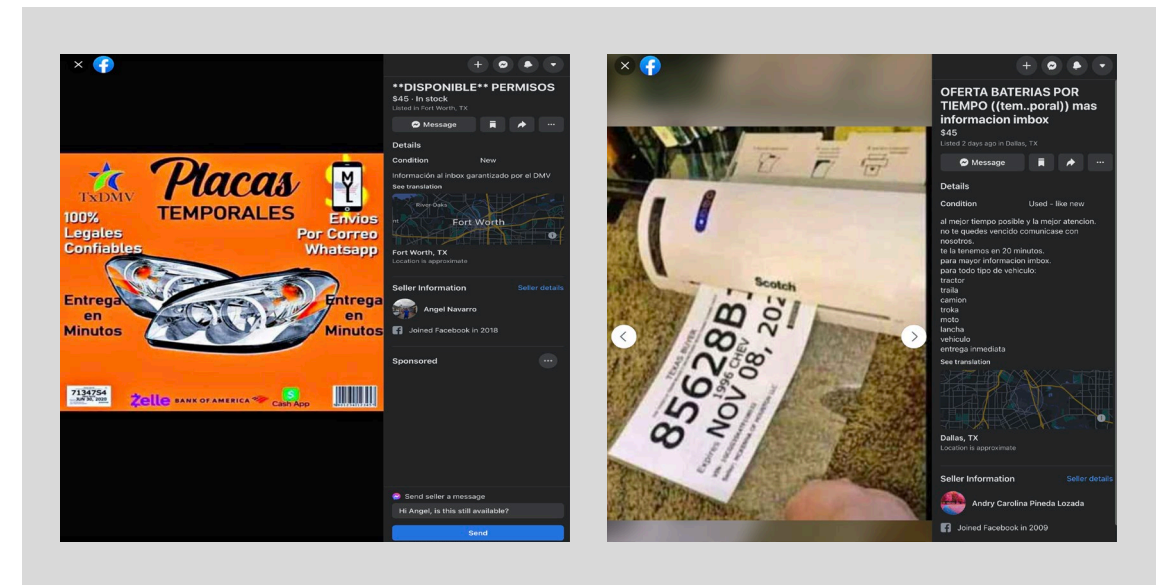 **DISPONIBLE** PERMISOS
$45 · In stock
Listed in Fort Worth, TX
Message
Details
Condition New
Información al inbox garantizado por el DMV
See translation
River Oaks
Fort Worth
Fort Worth, TX
Location is approximate
Seller Information Seller details
Angel Navarro
Joined Facebook in 2018
Sponsored
Send seller a message
Hi Angel, is this still available?
Send
TxDMV
Placas
TEMPORALES
MYL
100%
Legales
Confiables
Envios
Por Correo
Whatsapp
Entrega
en
Minutos
Entrega
en
Minutos
7134754
JUN 30, 2020
Zelle BANK OF AMERICA Cash App
OFERTA BATERIAS POR
TIEMPO ((tem..poral)) mas
informacion imbox
$45
Listed 2 days ago in Dallas, TX
Message
Details
Condition Used - like new
al mejor tiempo posible y la mejor atencion.
no te quedes vencido comunicase con
nosotros.
te la tenemos en 20 minutos.
para mayor informacion imbox.
para todo tipo de vehiculo:
tractor
traila
camion
troka
moto
lancha
vehiculo
entrega inmediata
See translation
Dallas, TX
Location is approximate
Seller Information Seller details
Andry Carolina Pineda Lozada
Joined Facebook in 2009
Scotch
TEXAS BUYER
85628B
1996 CHEV
Expires NOV 08, 202